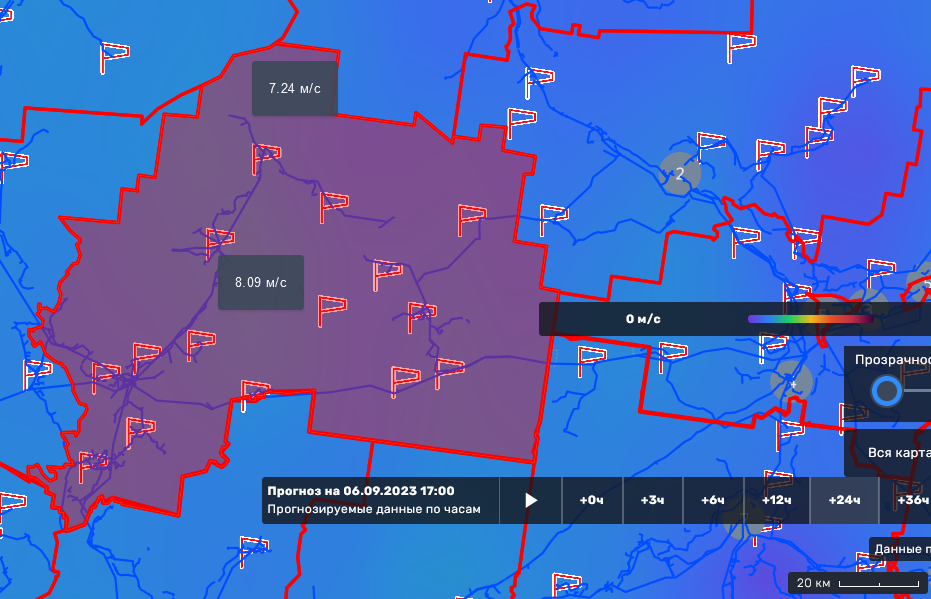 7.24 м/с
2
8.09 м/с
0 м/с
Прозрачнос
Вся карта
Прогноз на 06.09.2023 17:00
Прогнозируемые данные по часам
+0ч
+3ч
+6ч
+12ч
+24ч
+36ч
Данные п
20 км